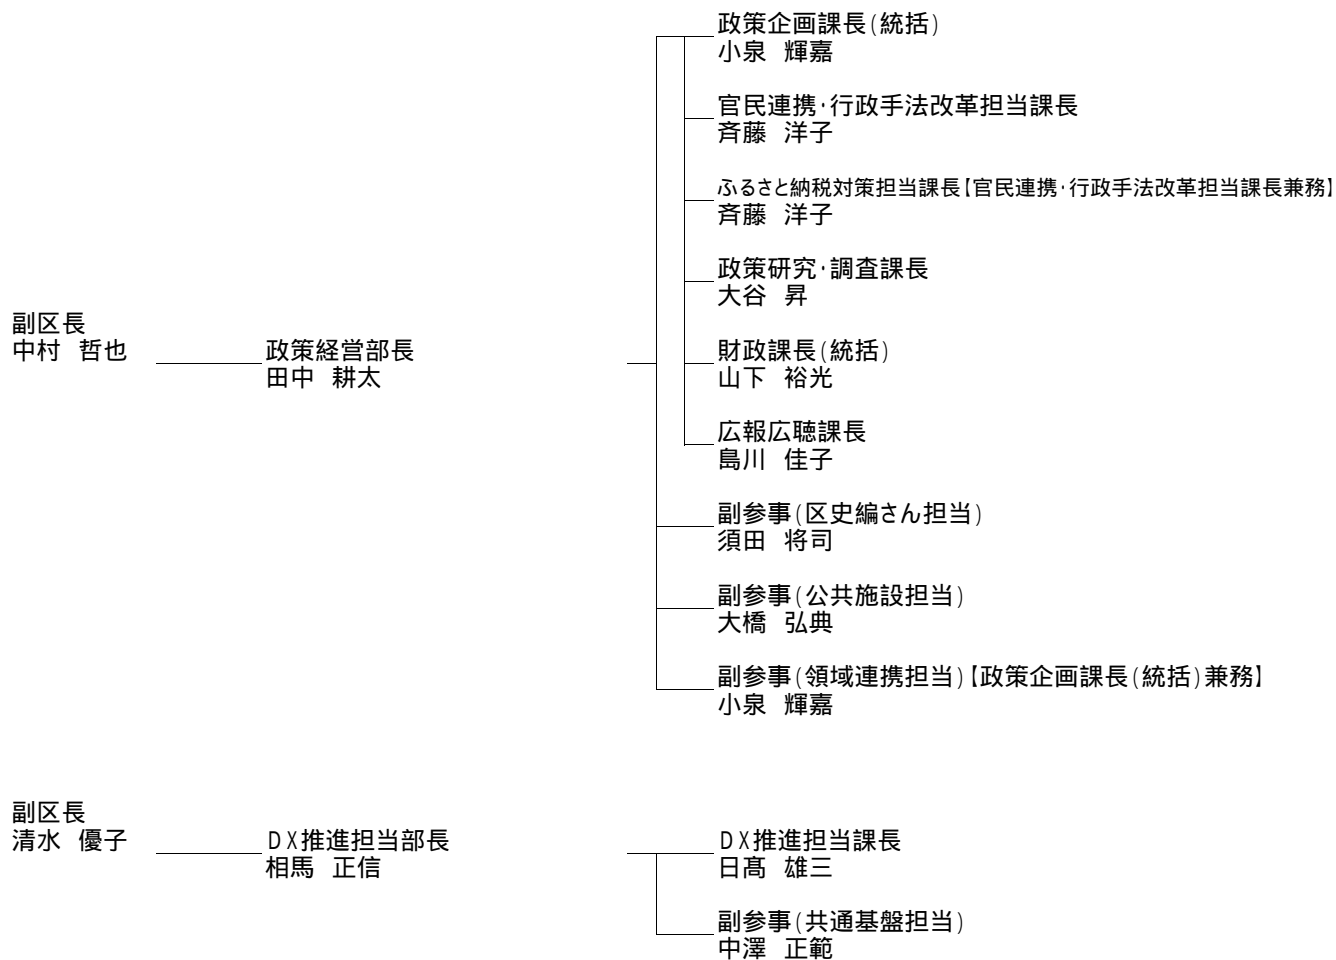 副区長
中村 哲也
政策経営部長
田中 耕太
政策企画課長(統括)
小泉 輝嘉
官民連携・行政手法改革担当課長
斉藤 洋子
ふるさと納税対策担当課長【官民連携・行政手法改革担当課長兼務】
斉藤 洋子
政策研究・調査課長
大谷 昇
財政課長(統括)
山下 裕光
広報広聴課長
島川 佳子
副参事(区史編さん担当)
須田 将司
副参事(公共施設担当)
大橋 弘典
副参事(領域連携担当)【政策企画課長(統括)兼務】
小泉 輝嘉
副区長
清水 優子
DX推進担当部長
相馬 正信
DX推進担当課長
日髙 雄三
副参事(共通基盤担当)
中澤 正範